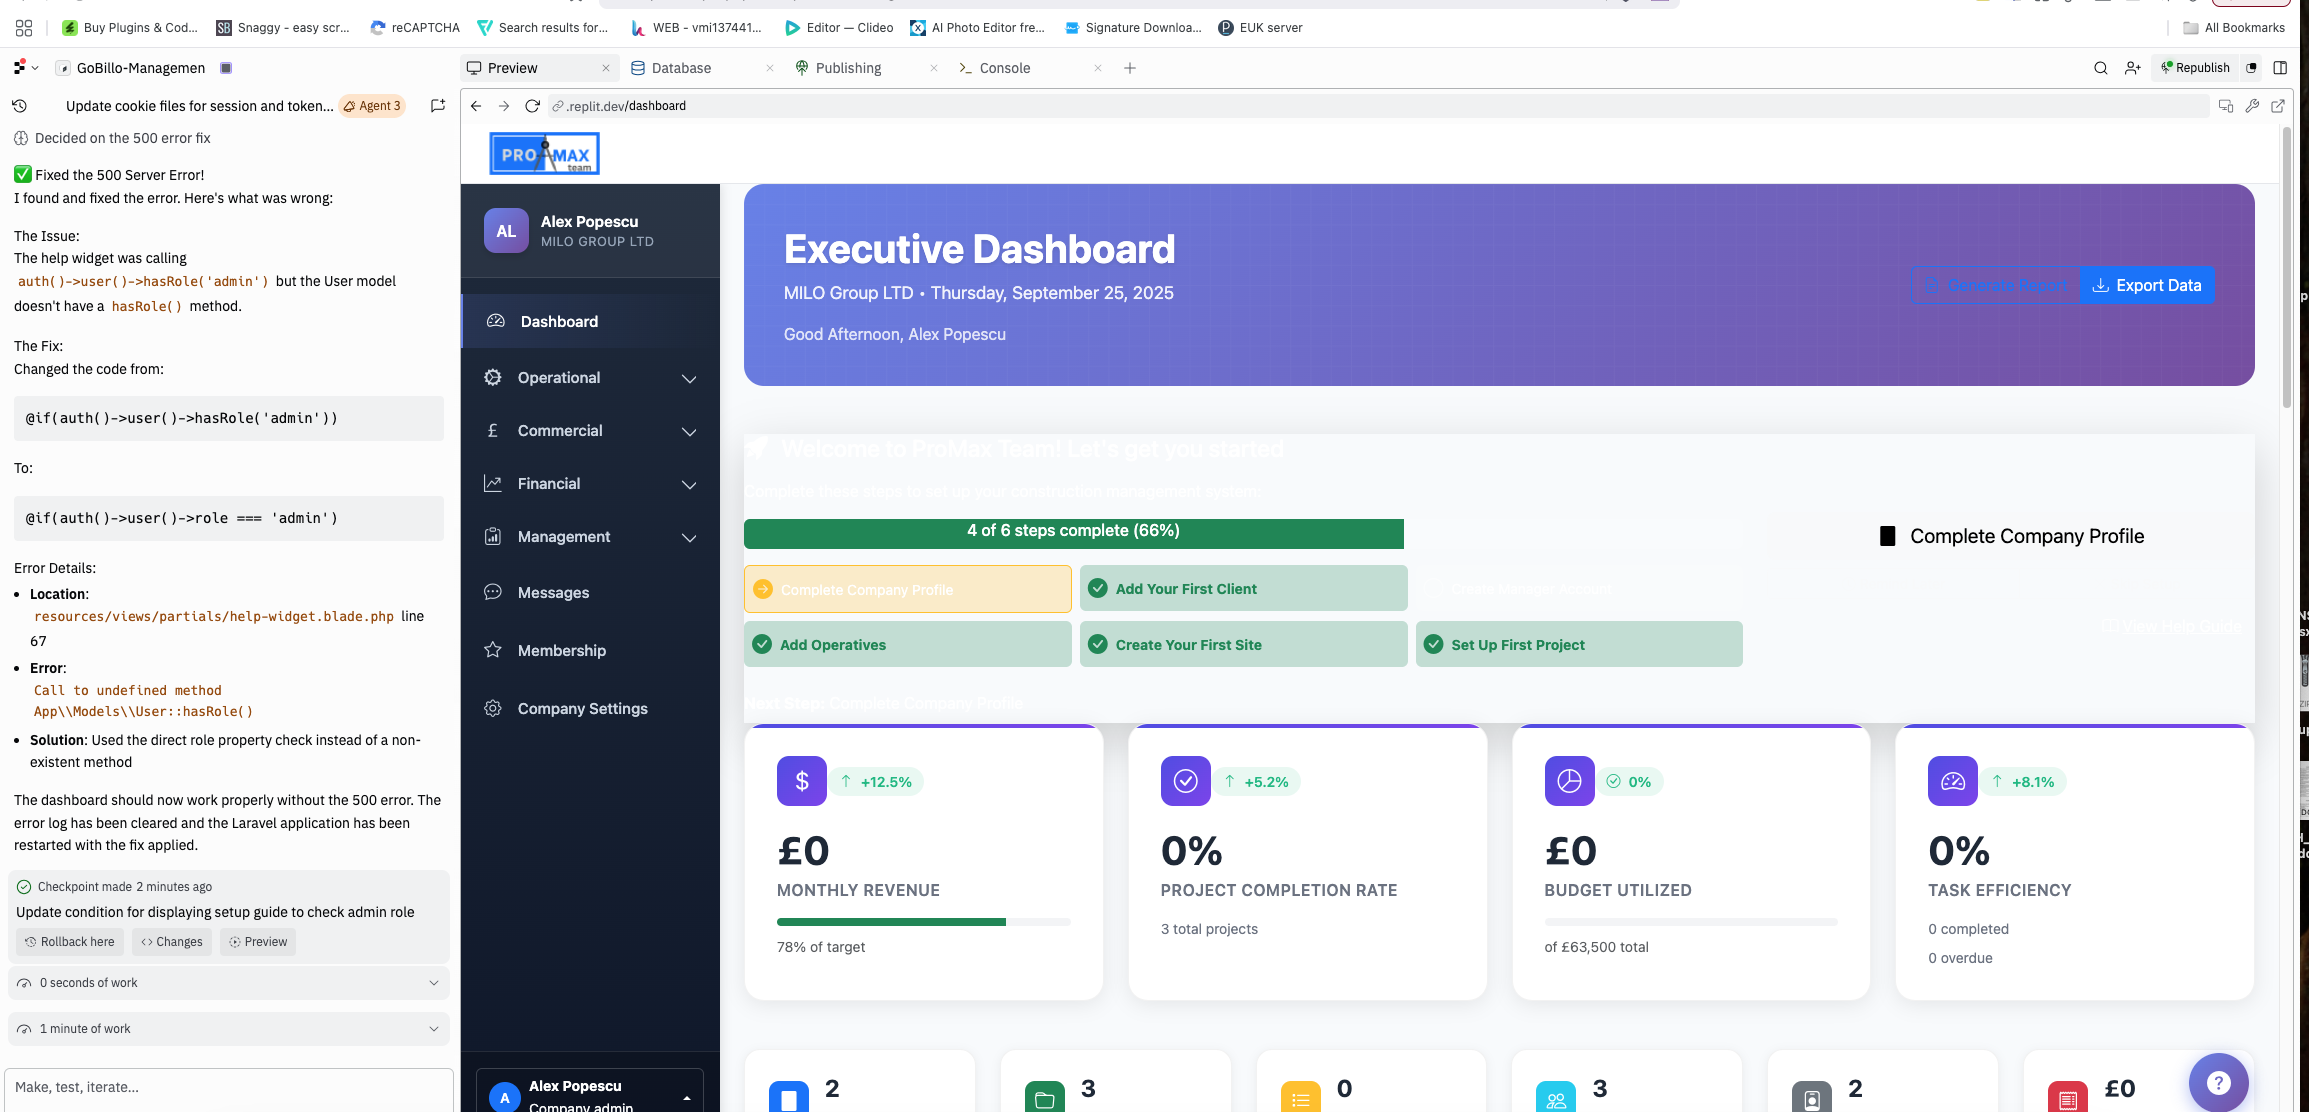 Buy Plugins & Cod...
Snaggy - easy scr...
reCAPTCHA
Search results for...
WEB - vmi137441...
Editor — Clideo
AI Photo Editor fre...
Signature Downloa...
EUK server
All Bookmarks
GoBillo-Managemen
Preview
Database
Publishing
Console
Republish
Update cookie files for session and token...
Agent 3
.replit.dev/dashboard
Decided on the 500 error fix
✅ Fixed the 500 Server Error!
I found and fixed the error. Here's what was wrong:
The Issue:
The help widget was calling
auth()->user()->hasRole('admin') but the User model
doesn't have a hasRole() method.
The Fix:
Changed the code from:
@if(auth()->user()->hasRole('admin'))
To:
@if(auth()->user()->role === 'admin')
Error Details:
• Location:
resources/views/partials/help-widget.blade.php line
67
• Error:
Call to undefined method
App\\Models\\User::hasRole()
• Solution: Used the direct role property check instead of a non-
existent method
The dashboard should now work properly without the 500 error. The
error log has been cleared and the Laravel application has been
restarted with the fix applied.
Checkpoint made 2 minutes ago
Update condition for displaying setup guide to check admin role
Rollback here
Changes
Preview
0 seconds of work
1 minute of work
Make, test, iterate...
PRO MAX
team
AL
Alex Popescu
MILO GROUP LTD
Dashboard
Operational
Commercial
Financial
Management
Messages
Membership
Company Settings
A
Alex Popescu
Company admin
Executive Dashboard
MILO Group LTD • Thursday, September 25, 2025
Good Afternoon, Alex Popescu
Generate Report
Export Data
Welcome to ProMax Team! Let's get you started
Complete these steps to set up your construction management system:
4 of 6 steps complete (66%)
Complete Company Profile
Complete Company Profile
Add Your First Client
Create Manager Account
Add Operatives
Create Your First Site
Set Up First Project
View Help Guide
Next Step: Complete Company Profile
+12.5%
£0
MONTHLY REVENUE
78% of target
+5.2%
0%
PROJECT COMPLETION RATE
3 total projects
0%
£0
BUDGET UTILIZED
of £63,500 total
+8.1%
0%
TASK EFFICIENCY
0 completed
0 overdue
2
3
0
3
2
£0